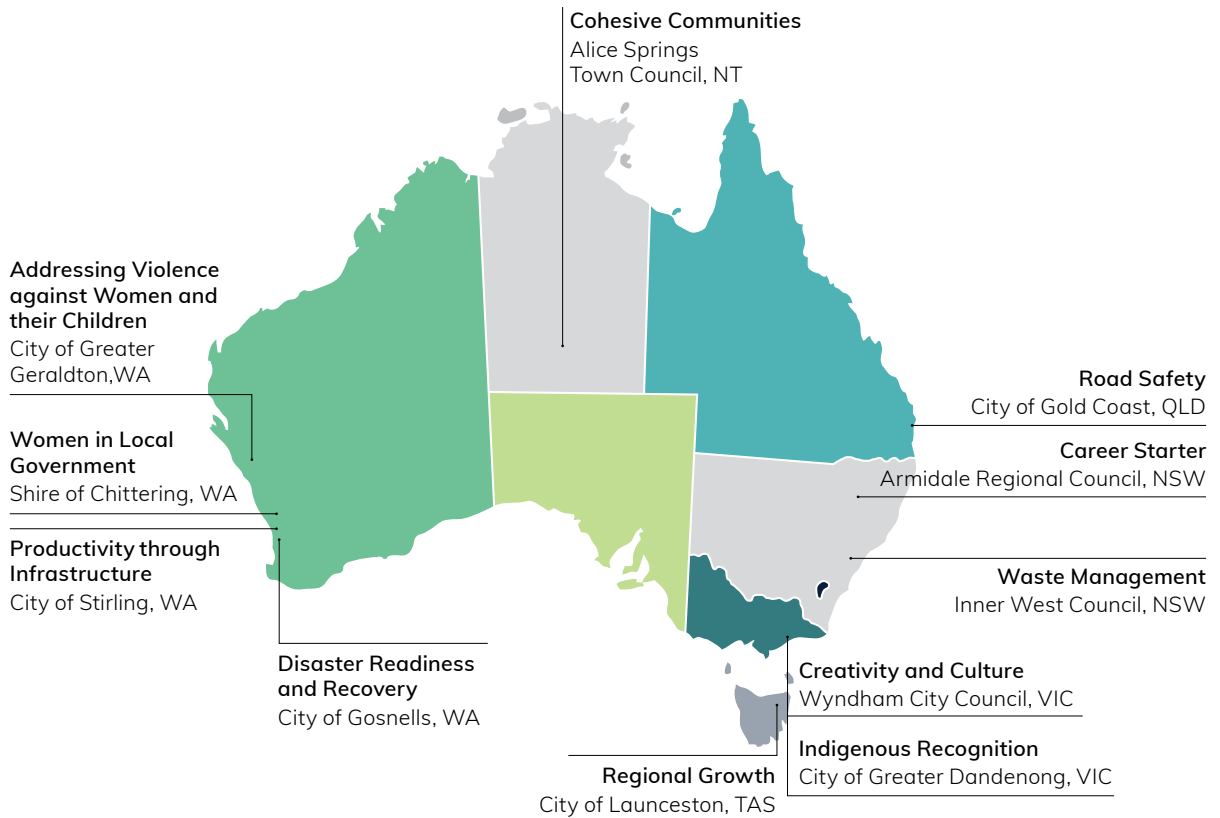 Cohesive Communities
Alice Springs
Town Council, NT
Addressing Violence
against Women and
their Children
City of Greater
Geraldton,WA
Women in Local
Government
Shire of Chittering, WA
Productivity through
Infrastructure
City of Stirling, WA
Disaster Readiness
and Recovery
City of Gosnells, WA
Road Safety
City of Gold Coast, QLD
Career Starter
Armidale Regional Council, NSW
Waste Management
Inner West Council, NSW
Creativity and Culture
Wyndham City Council, VIC
Indigenous Recognition
City of Greater Dandenong, VIC
Regional Growth
City of Launceston, TAS